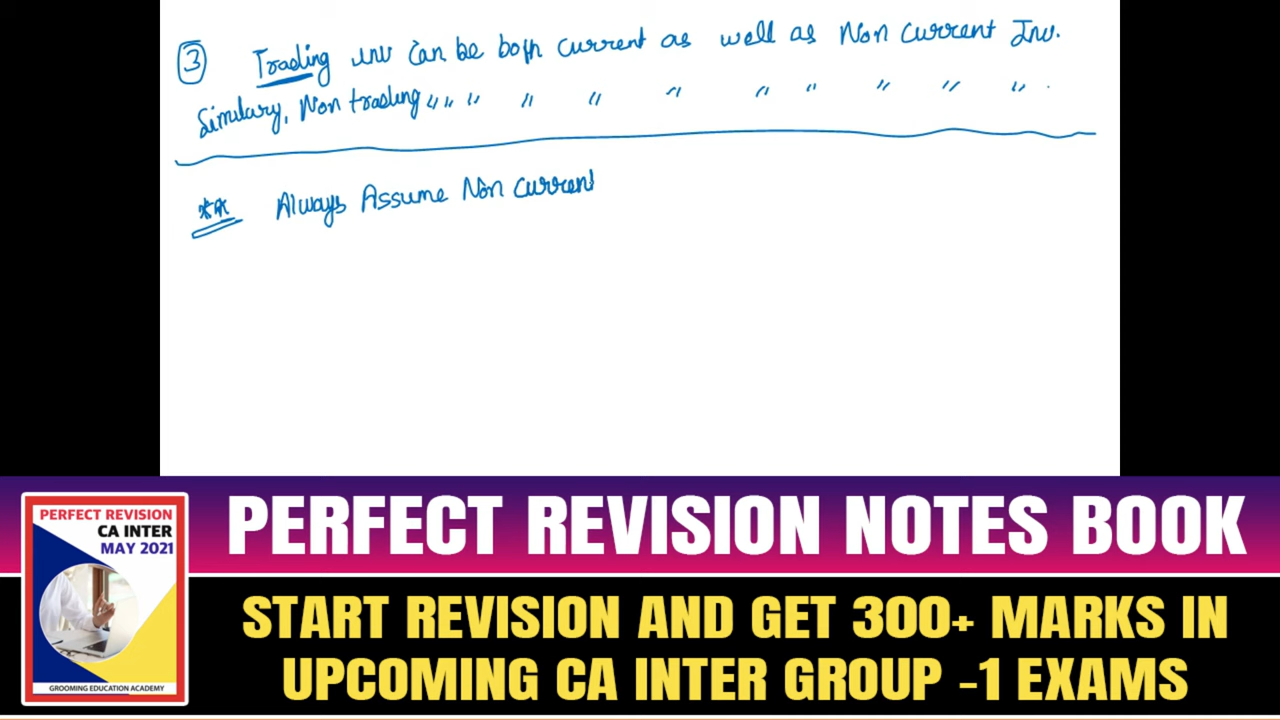 ③ Trading inv Can be both current as well as Non Current Inv.
Similary, Non trading " " " " " " " " " " "
** Always Assume Non Current
PERFECT REVISION
CA INTER
MAY 2021
GROOMING EDUCATION ACADEMY
PERFECT REVISION NOTES BOOK
START REVISION AND GET 300+ MARKS IN
UPCOMING CA INTER GROUP -1 EXAMS